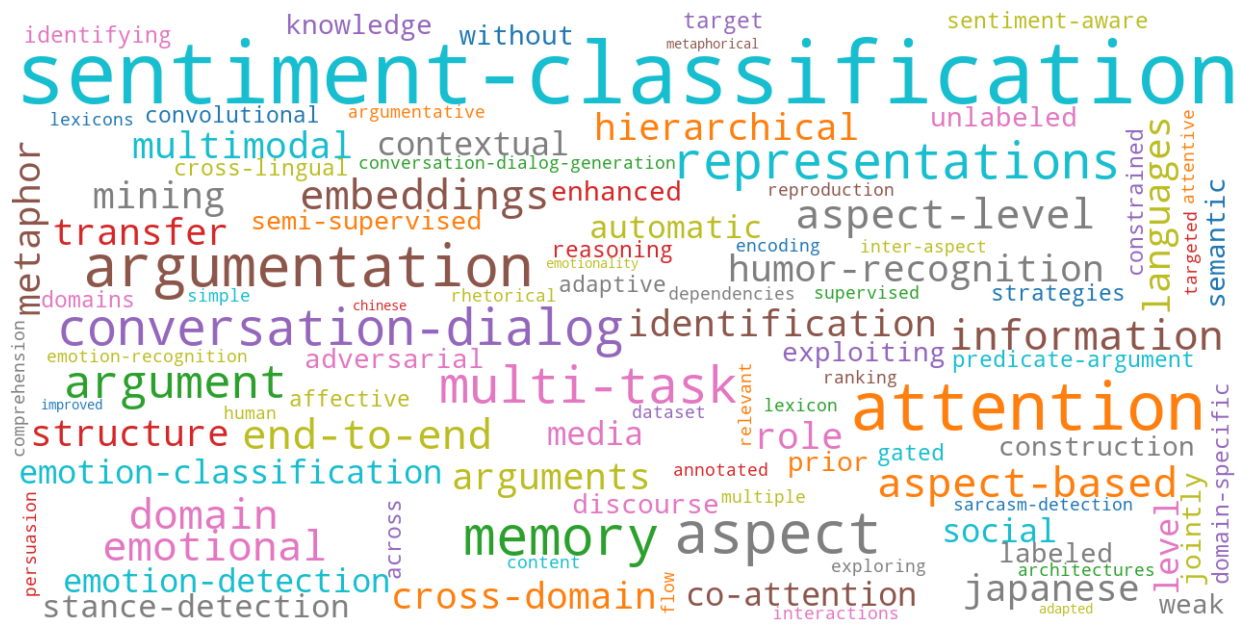 identifying
knowledge
without
target
sentiment-aware
metaphorical
sentiment-classification
lexicons
convolutional
argumentative
hierarchical
unlabeled
multimodal
contextual
representations
constrained
languages
attentive
metaphor
cross-lingual
conversation-dialog-generation
mining
embeddings
enhanced
reproduction
aspect-level
targeted
semantic
semi-supervised
automatic
transfer
argumentation
reasoning
encoding
inter-aspect
emotionality
humor-recognition
adaptive
dependencies
supervised
strategies
domains
simple
chinese
rhetorical
conversation-dialog
identification
information
comprehension
emotion-recognition
adversarial
exploiting
predicate-argument
argument
multi-task
relevant
ranking
attention
domain-specific
improved
human
affective
dataset
lexicon
structure
end-to-end
media
role
construction
gated
emotion-classification
arguments
annotated
prior
aspect-based
persuasion
domain
across
discourse
multiple
sarcasm-detection
social
level
jointly
emotional
memory
aspect
labeled
emotion-detection
content
exploring
architectures
stance-detection
cross-domain
flow
co-attention
interactions
japanese
adapted
weak